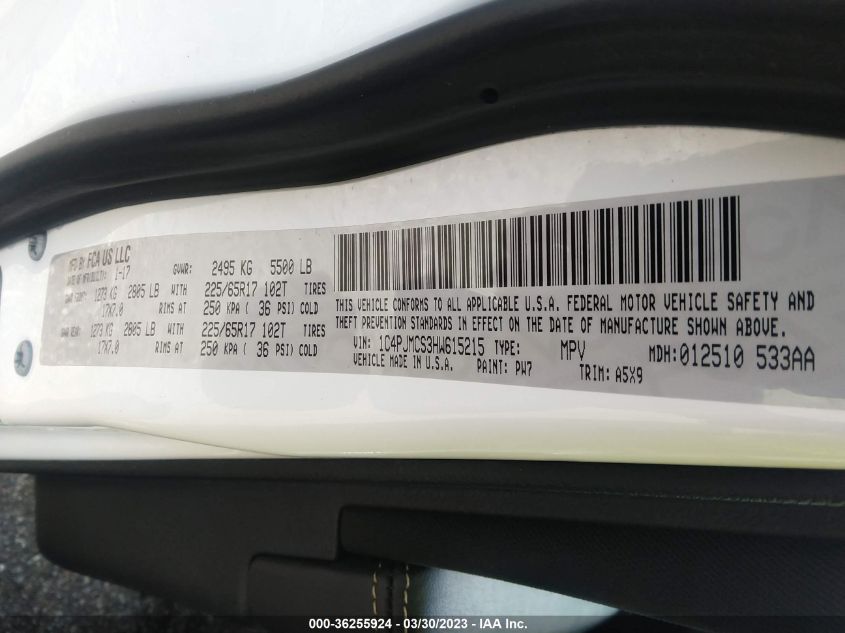 MFD BY FCA US LLC
DATE OF MFR(BUILT): 1-17
GVWR: 2495 KG 5500 LB
GAWR FRONT: 1273 KG 2805 LB WITH 225/65R17 102T TIRES
17X7.0 RIMS AT 250 KPA ( 36 PSI) COLD
GAWR REAR: 1273 KG 2805 LB WITH 225/65R17 102T TIRES
17X7.0 RIMS AT 250 KPA ( 36 PSI) COLD
THIS VEHICLE CONFORMS TO ALL APPLICABLE U.S.A. FEDERAL MOTOR VEHICLE SAFETY AND
THEFT PREVENTION STANDARDS IN EFFECT ON THE DATE OF MANUFACTURE SHOWN ABOVE.
VIN: 1C4PJMCS3HW615215 TYPE: MPV MDH:012510 533AA
VEHICLE MADE IN U.S.A. PAINT: PW7 TRIM: A5X9
000-36255924 - 03/30/2023 - IAA Inc.